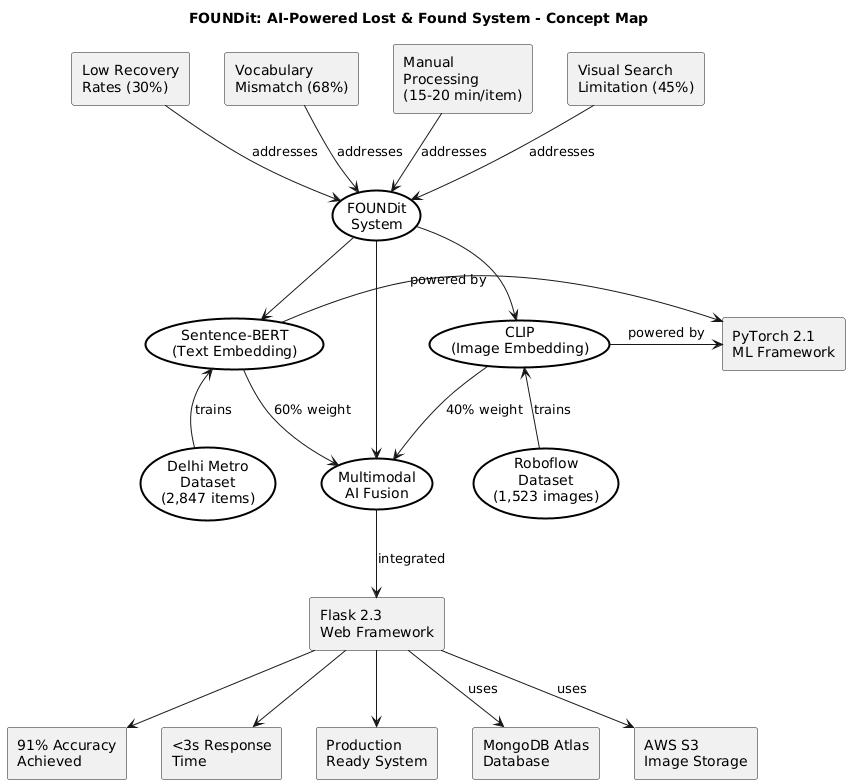 FOUNDit: AI-Powered Lost & Found System - Concept Map
Low Recovery
Rates (30%)
Vocabulary
Mismatch (68%)
Manual
Processing
(15-20 min/item)
Visual Search
Limitation (45%)
addresses
addresses
addresses
addresses
FOUNDit
System
powered by
Sentence-BERT
(Text Embedding)
CLIP
(Image Embedding)
powered by
PyTorch 2.1
ML Framework
trains
60% weight
40% weight
trains
Delhi Metro
Dataset
(2,847 items)
Multimodal
AI Fusion
Roboflow
Dataset
(1,523 images)
integrated
Flask 2.3
Web Framework
uses
uses
91% Accuracy
Achieved
<3s Response
Time
Production
Ready System
MongoDB Atlas
Database
AWS S3
Image Storage